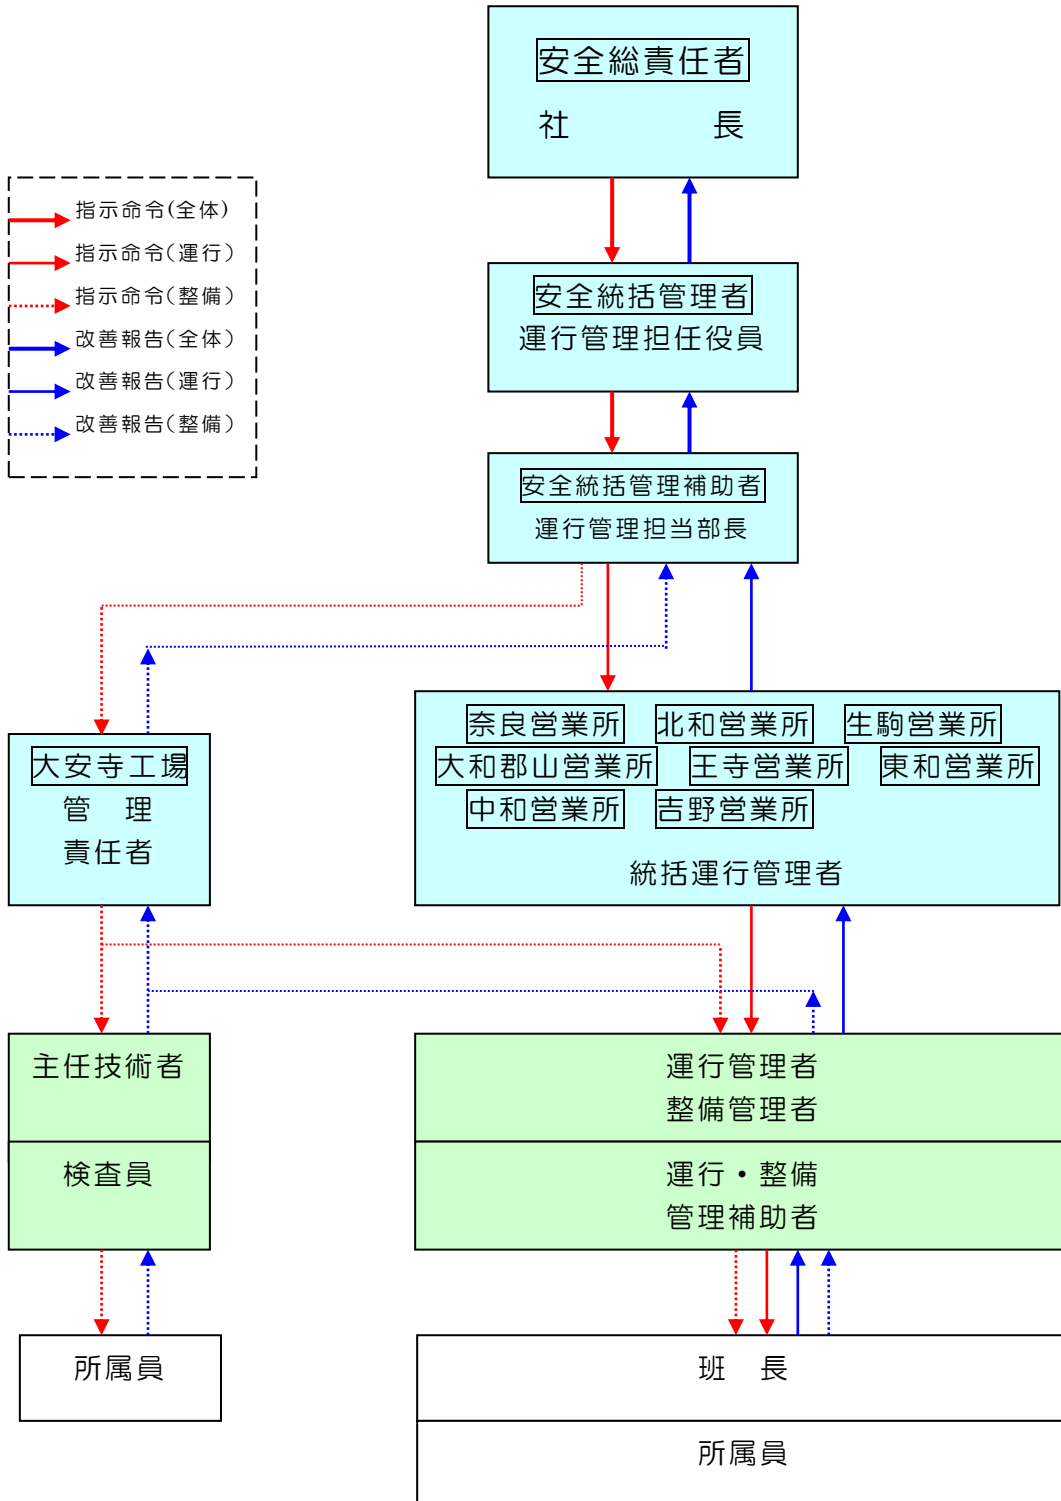 安全総責任者
社　長
指示命令(全体)
指示命令(運行)
指示命令(整備)
改善報告(全体)
改善報告(運行)
改善報告(整備)
安全統括管理者
運行管理担任役員
安全統括管理補助者
運行管理担当部長
大安寺工場
管　理
責任者
奈良営業所　北和営業所　生駒営業所
大和郡山営業所　王寺営業所　東和営業所
中和営業所　吉野営業所
統括運行管理者
主任技術者
検査員
運行管理者
整備管理者
運行・整備
管理補助者
所属員
班　長
所属員